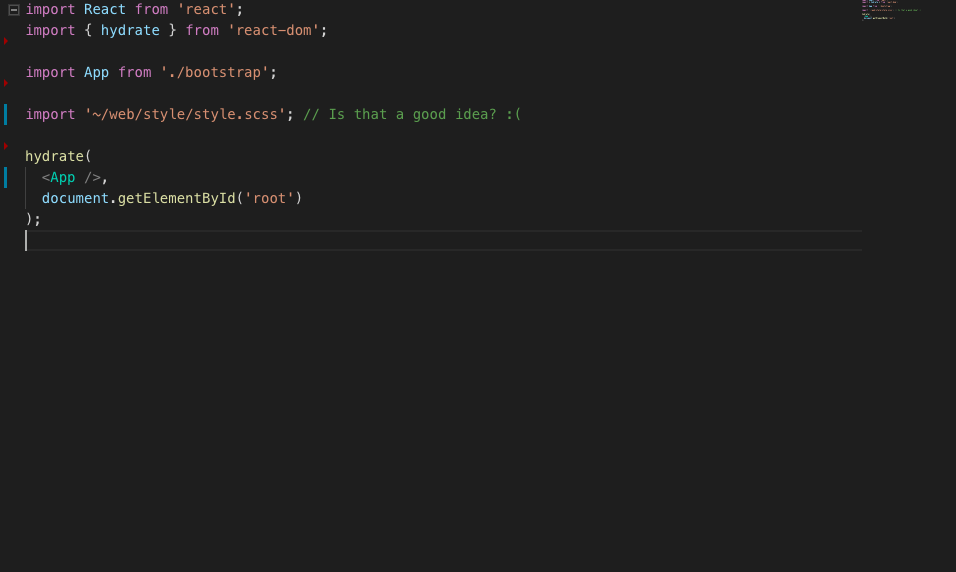 import React from 'react';
import { hydrate } from 'react-dom';
import App from './bootstrap';
import '~/web/style/style.scss'; // Is that a good idea? :(
hydrate(
  <App />,
  document.getElementById('root')
);